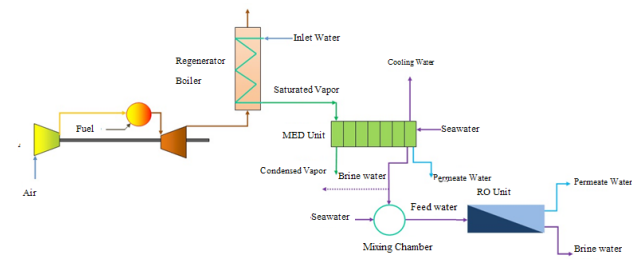 Inlet Water
Regenerator
Boiler
Cooling Water
Saturated Vapor
Fuel
MED Unit
Seawater
Air
Condensed Vapor
Brine water
Permeate Water
RO Unit
Permeate Water
Seawater
Feed water
Mixing Chamber
Brine water